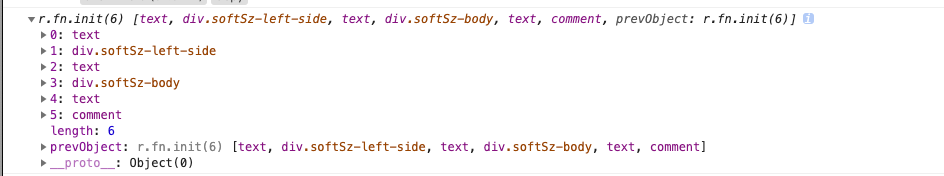 r.fn.init(6) [text, div.softSz-left-side, text, div.softSz-body, text, comment, prevObject: r.fn.init(6)] i
0: text
1: div.softSz-left-side
2: text
3: div.softSz-body
4: text
5: comment
length: 6
prevObject: r.fn.init(6) [text, div.softSz-left-side, text, div.softSz-body, text, comment]
__proto__: Object(0)